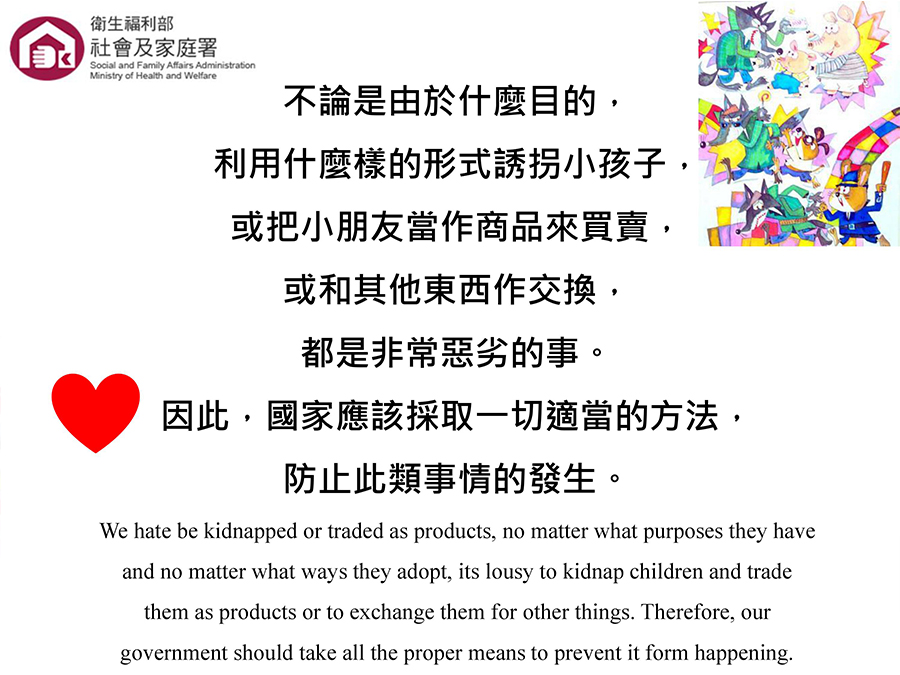 衛生福利部
社會及家庭署
Social and Family Affairs Administration
Ministry of Health and Welfare
不論是由於什麼目的，
利用什麼樣的形式誘拐小孩子，
或把小朋友當作商品來買賣，
或和其他東西作交換，
都是非常惡劣的事。
因此，國家應該採取一切適當的方法，
防止此類事情的發生。
We hate be kidnapped or traded as products, no matter what purposes they have
and no matter what ways they adopt, its lousy to kidnap children and trade
them as products or to exchange them for other things. Therefore, our
government should take all the proper means to prevent it form happening.